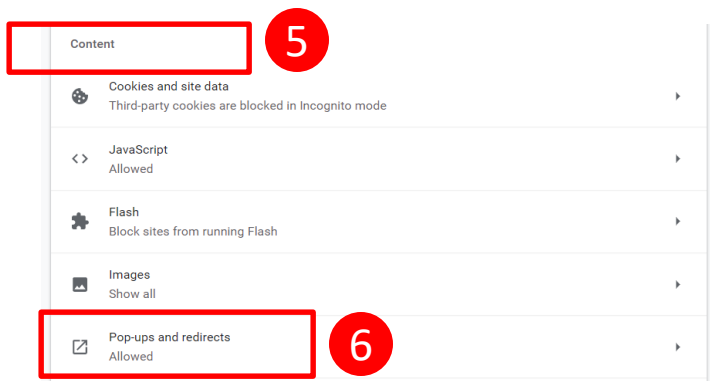 Content
5
Cookies and site data
Third-party cookies are blocked in Incognito mode
JavaScript
Allowed
Flash
Block sites from running Flash
Images
Show all
Pop-ups and redirects
Allowed
6